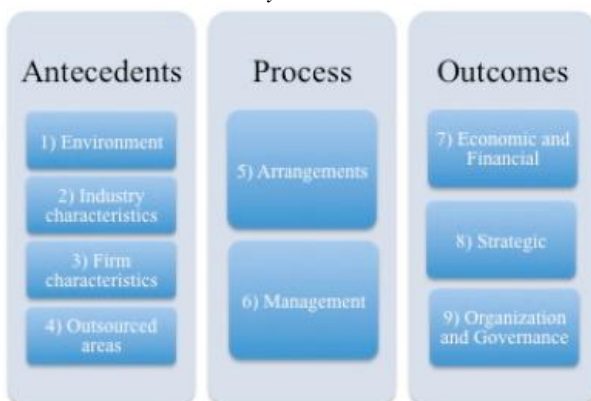 Antecedents
1) Environment
2) Industry
characteristics
3) Firm
characteristics
4) Outsourced
areas
Process
5) Arrangements
6) Management
Outcomes
7) Economic and
Financial
8) Strategic
9) Organization
and Governance